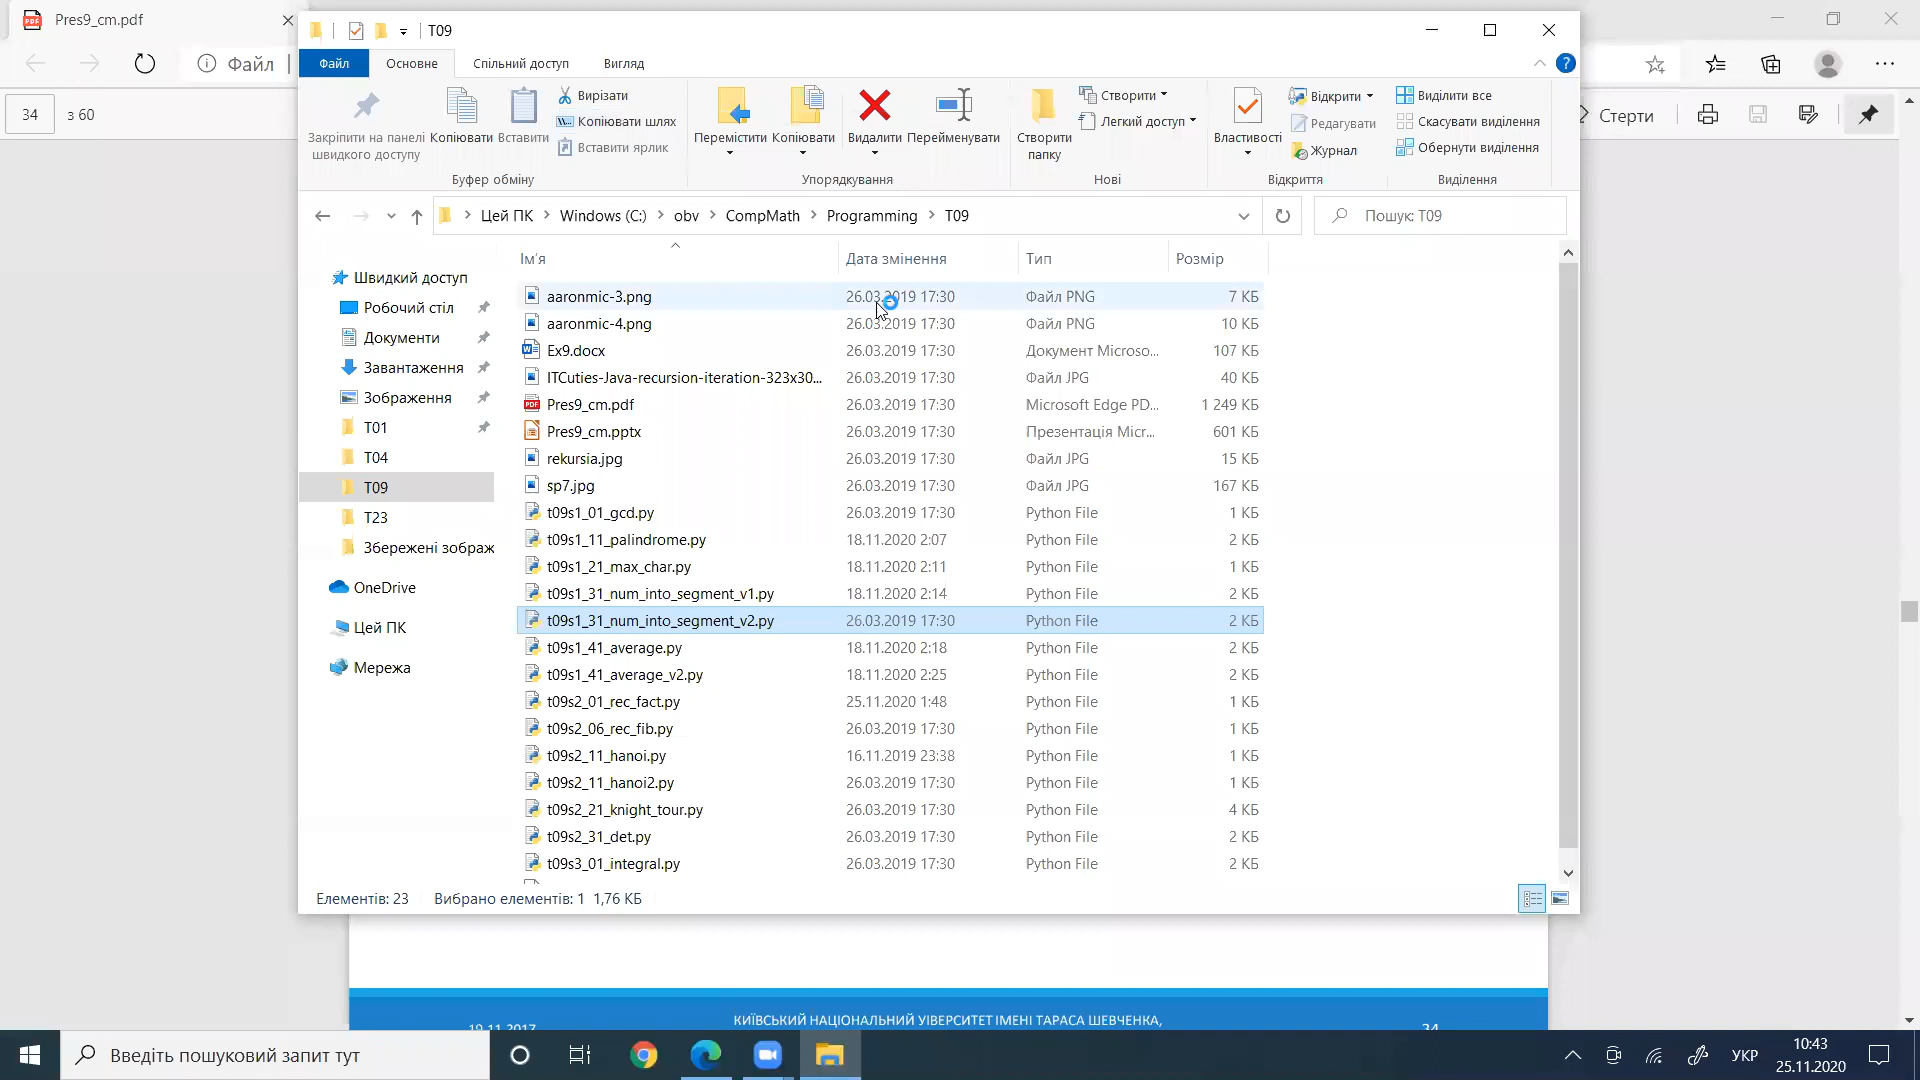 Pres9_cm.pdf
Файл
34
з 60
Стерти
T09
Файл
Основне
Спільний доступ
Вигляд
Закріпити на панелі швидкого доступу
Копіювати
Вставити
Вирізати
Копіювати шлях
Вставити ярлик
Буфер обміну
Перемістити
Копіювати
Видалити
Перейменувати
Упорядкування
Створити папку
Створити
Легкий доступ
Нові
Властивості
Відкрити
Редагувати
Журнал
Відкриття
Виділити все
Скасувати виділення
Обернути виділення
Виділення
Цей ПК > Windows (C:) > obv > CompMath > Programming > T09
Пошук: T09
Швидкий доступ
Робочий стіл
Документи
Завантаження
Зображення
T01
T04
T09
T23
Збережені зображ
OneDrive
Цей ПК
Мережа
Ім'я Дата змінення Тип Розмір
aaronmic-3.png 26.03.2019 17:30 Файл PNG 7 КБ
aaronmic-4.png 26.03.2019 17:30 Файл PNG 10 КБ
Ex9.docx 26.03.2019 17:30 Документ Microso... 107 КБ
ITCuties-Java-recursion-iteration-323x30... 26.03.2019 17:30 Файл JPG 40 КБ
Pres9_cm.pdf 26.03.2019 17:30 Microsoft Edge PD... 1 249 КБ
Pres9_cm.pptx 26.03.2019 17:30 Презентація Micr... 601 КБ
rekursia.jpg 26.03.2019 17:30 Файл JPG 15 КБ
sp7.jpg 26.03.2019 17:30 Файл JPG 167 КБ
t09s1_01_gcd.py 26.03.2019 17:30 Python File 1 КБ
t09s1_11_palindrome.py 18.11.2020 2:07 Python File 2 КБ
t09s1_21_max_char.py 18.11.2020 2:11 Python File 1 КБ
t09s1_31_num_into_segment_v1.py 18.11.2020 2:14 Python File 2 КБ
t09s1_31_num_into_segment_v2.py 26.03.2019 17:30 Python File 2 КБ
t09s1_41_average.py 18.11.2020 2:18 Python File 2 КБ
t09s1_41_average_v2.py 18.11.2020 2:25 Python File 2 КБ
t09s2_01_rec_fact.py 25.11.2020 1:48 Python File 1 КБ
t09s2_06_rec_fib.py 26.03.2019 17:30 Python File 1 КБ
t09s2_11_hanoi.py 16.11.2019 23:38 Python File 1 КБ
t09s2_11_hanoi2.py 26.03.2019 17:30 Python File 1 КБ
t09s2_21_knight_tour.py 26.03.2019 17:30 Python File 4 КБ
t09s2_31_det.py 26.03.2019 17:30 Python File 2 КБ
t09s3_01_integral.py 26.03.2019 17:30 Python File 2 КБ
Елементів: 23 Вибрано елементів: 1 1,76 КБ
19.11.2017
КИЇВСЬКИЙ НАЦІОНАЛЬНИЙ УІВЕРСИТЕТ ІМЕНІ ТАРАСА ШЕВЧЕНКА,
34
Введіть пошуковий запит тут
УКР
10:43
25.11.2020